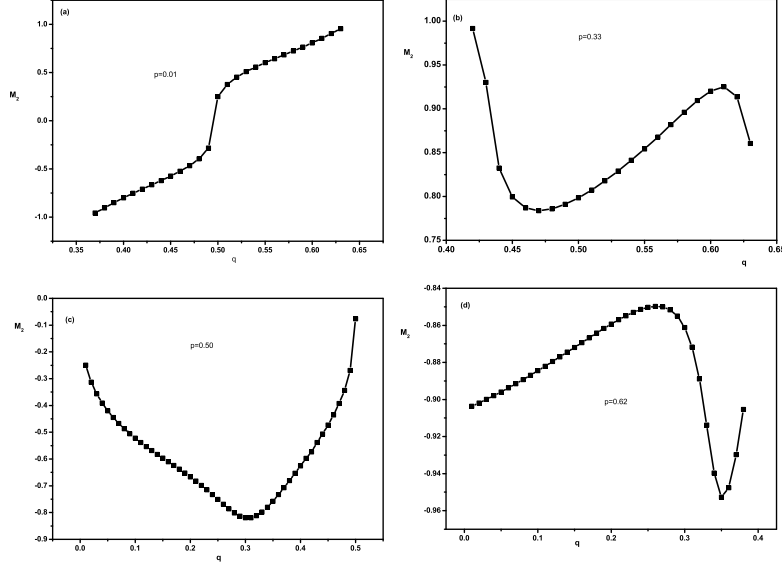 (a)
p=0.01
M2
1.0
0.5
0.0
-0.5
-1.0
0.35 0.40 0.45 0.50 0.55 0.60 0.65
q
(b)
p=0.33
M2
1.00
0.95
0.90
0.85
0.80
0.75
0.40 0.45 0.50 0.55 0.60 0.65
q
(c)
p=0.50
M2
0.0
-0.1
-0.2
-0.3
-0.4
-0.5
-0.6
-0.7
-0.8
-0.9
0.0 0.1 0.2 0.3 0.4 0.5
q
(d)
p=0.62
M2
-0.84
-0.86
-0.88
-0.90
-0.92
-0.94
-0.96
0.0 0.1 0.2 0.3 0.4
q